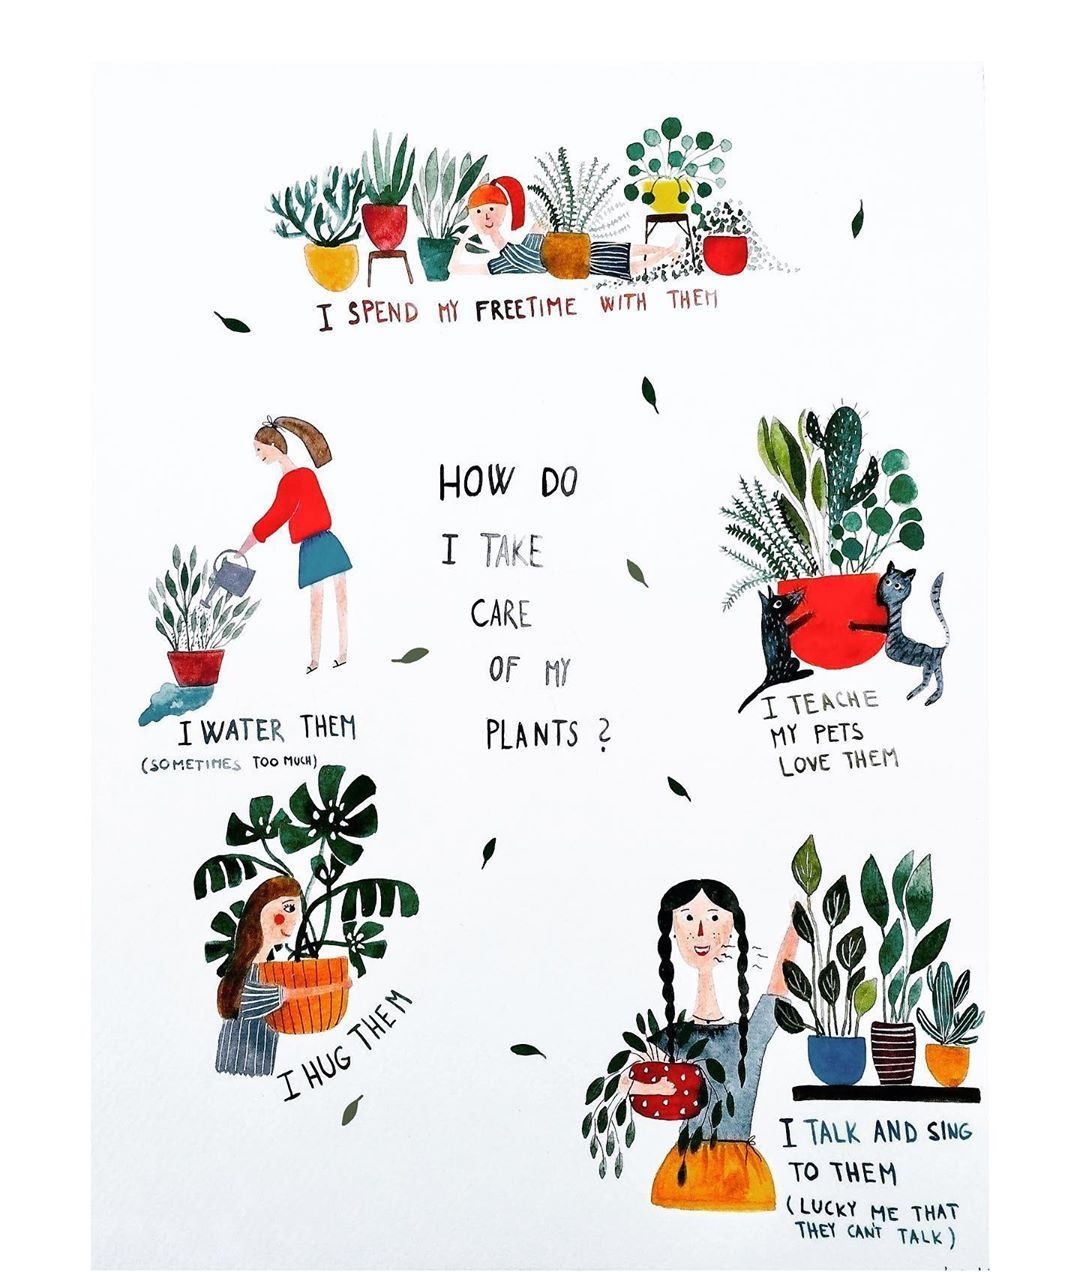 I SPEND MY FREETIME WITH THEM
HOW DO
I TAKE
CARE
OF MY
PLANTS ?
I WATER THEM
(SOMETIMES TOO MUCH)
I TEACHE
MY PETS
LOVE THEM
I HUG THEM
I TALK AND SING
TO THEM
(LUCKY ME THAT
THEY CAN'T TALK)